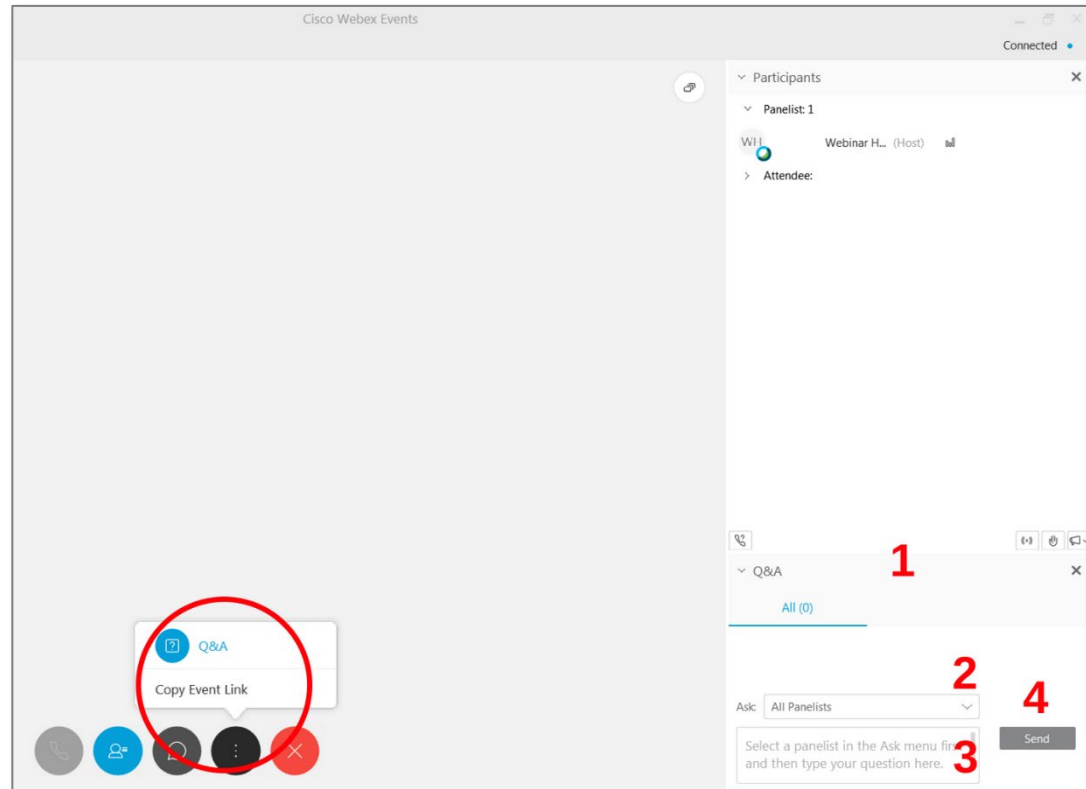 Cisco Webex Events
Connected
Participants
Panelist: 1
WH
Webinar H... (Host)
Attendee:
1
Q&A
All (0)
2
Ask: All Panelists
4
Select a panelist in the Ask menu
and then type your question here.
3
Send
Q&A
Copy Event Link